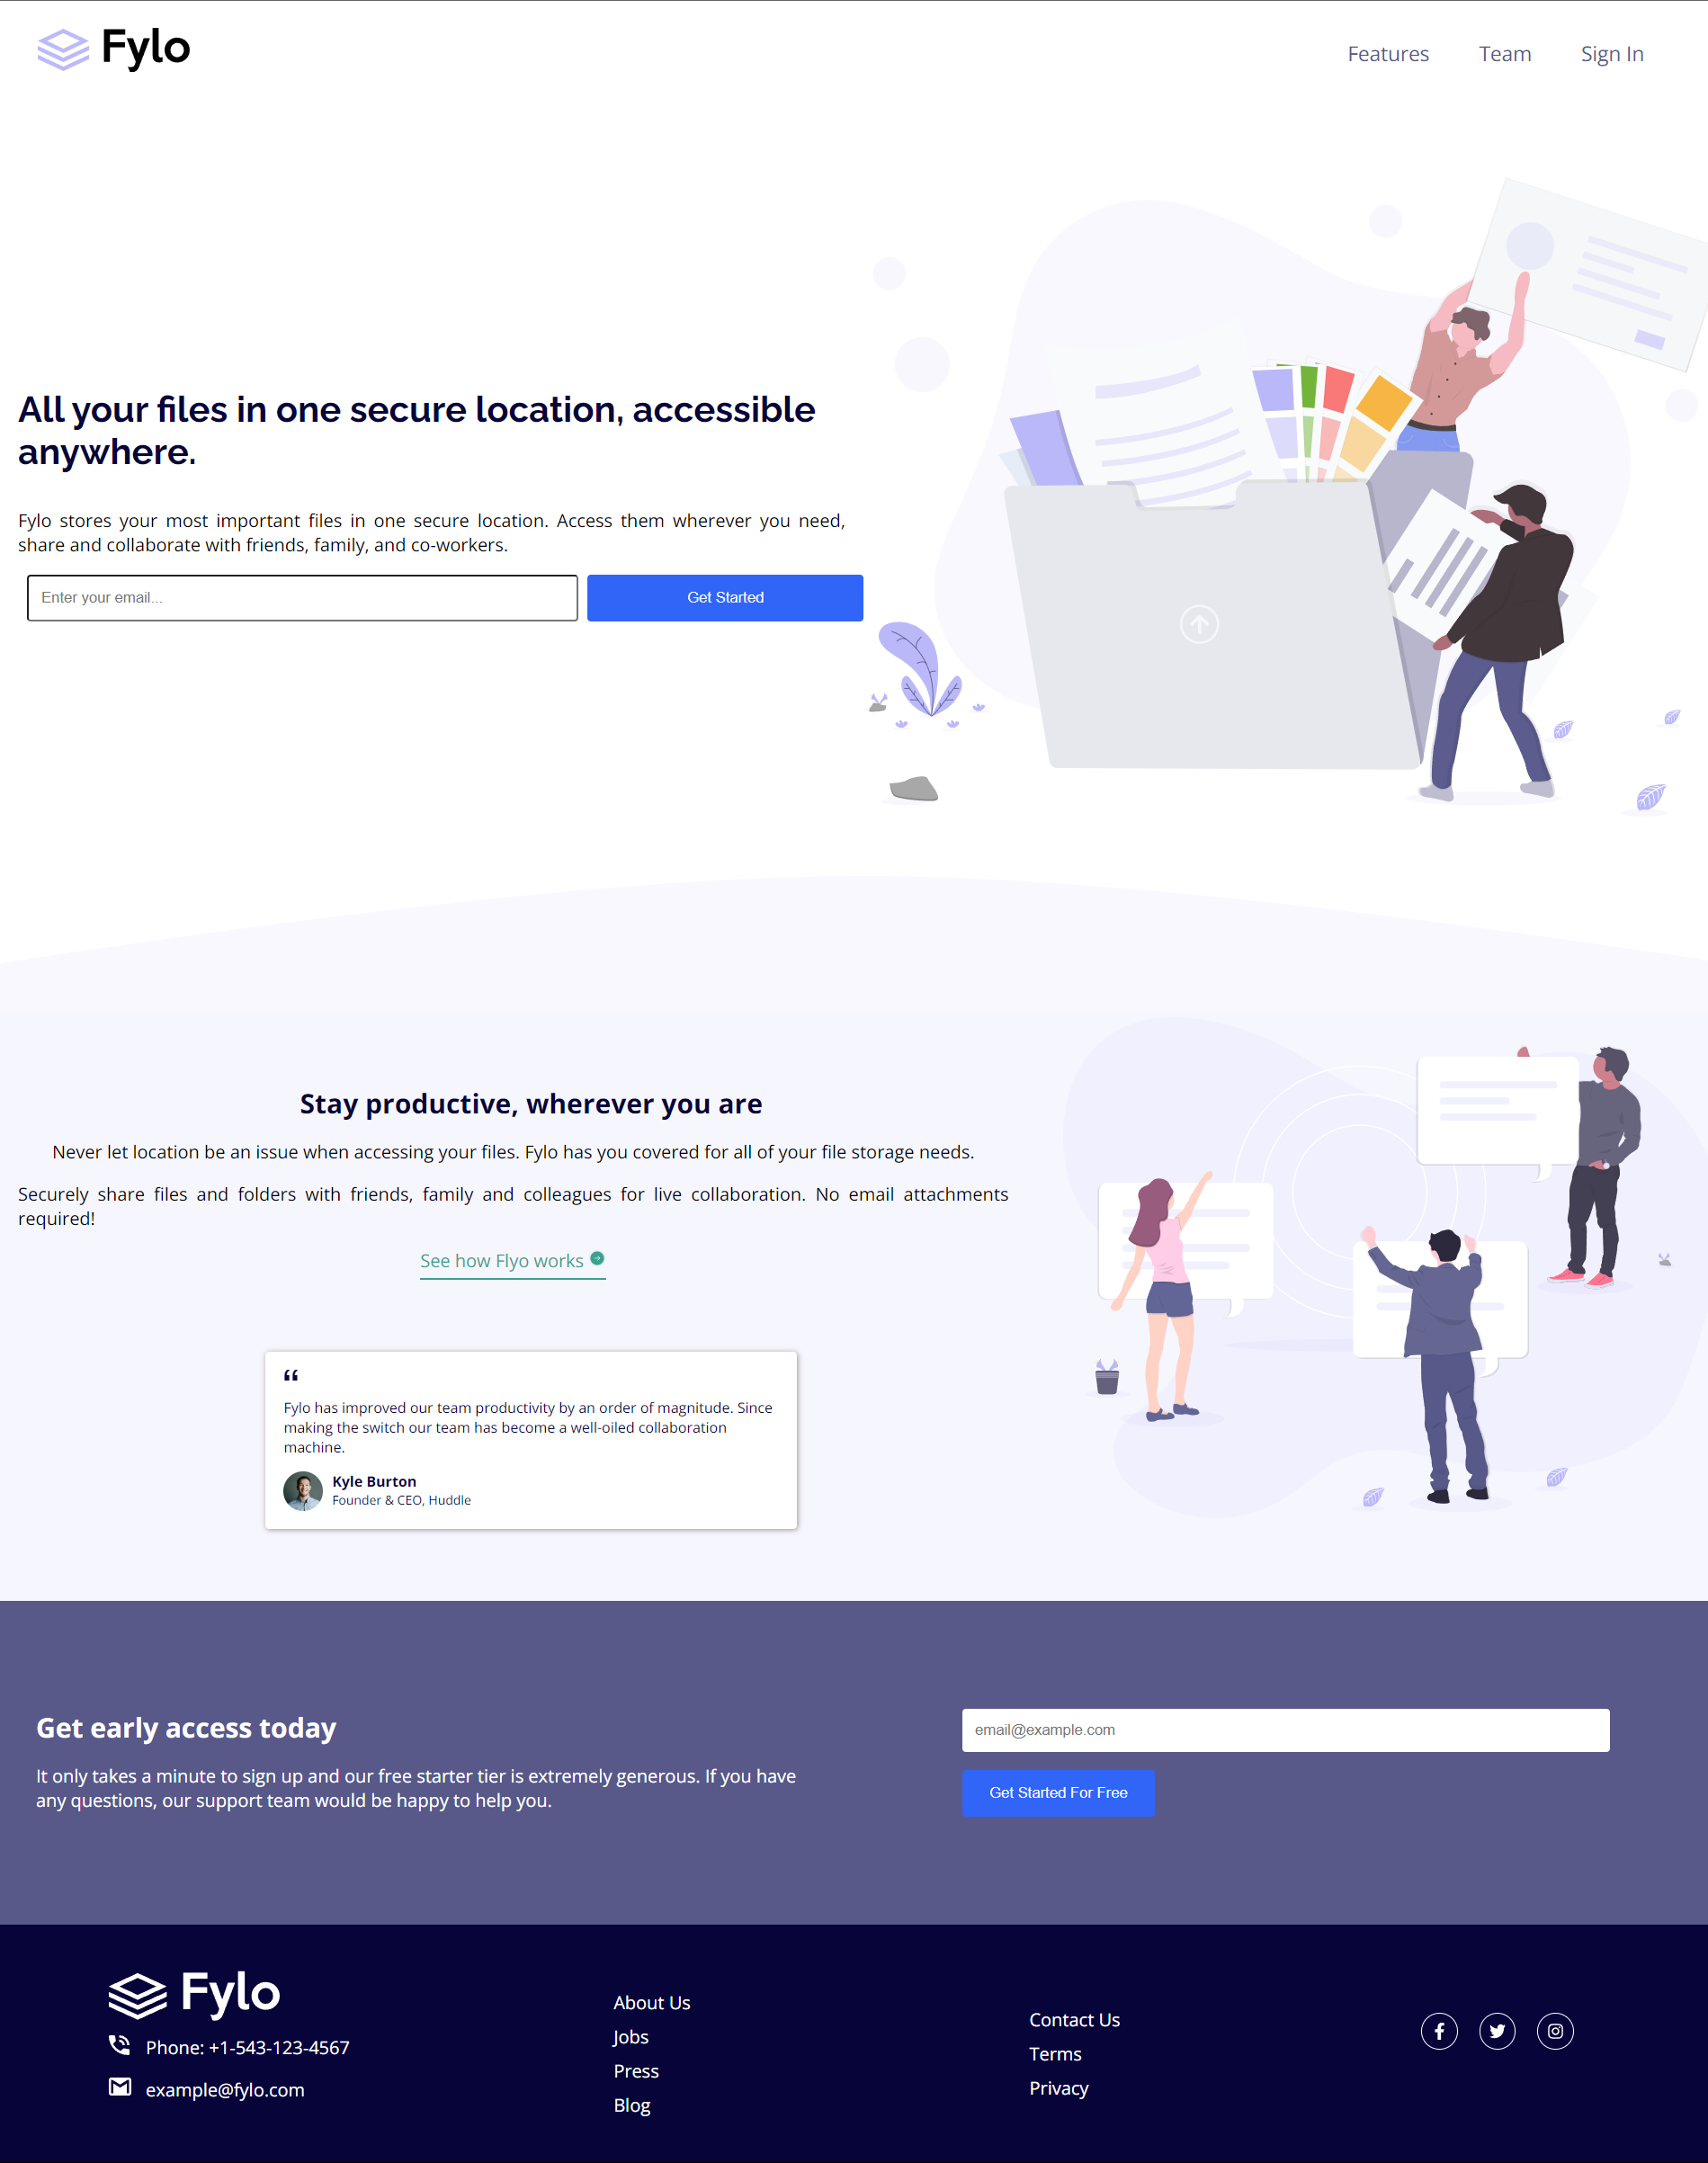 Fylo
Features
Team
Sign In
All your files in one secure location, accessible
anywhere.
Fylo stores your most important files in one secure location. Access them wherever you need,
share and collaborate with friends, family, and co-workers.
Enter your email...
Get Started
Stay productive, wherever you are
Never let location be an issue when accessing your files. Fylo has you covered for all of your file storage needs.
Securely share files and folders with friends, family and colleagues for live collaboration. No email attachments
required!
See how Flyo works
“
Fylo has improved our team productivity by an order of magnitude. Since
making the switch our team has become a well-oiled collaboration
machine.
Kyle Burton
Founder & CEO, Huddle
Get early access today
It only takes a minute to sign up and our free starter tier is extremely generous. If you have
any questions, our support team would be happy to help you.
email@example.com
Get Started For Free
Fylo
Phone: +1-543-123-4567
example@fylo.com
About Us
Jobs
Press
Blog
Contact Us
Terms
Privacy